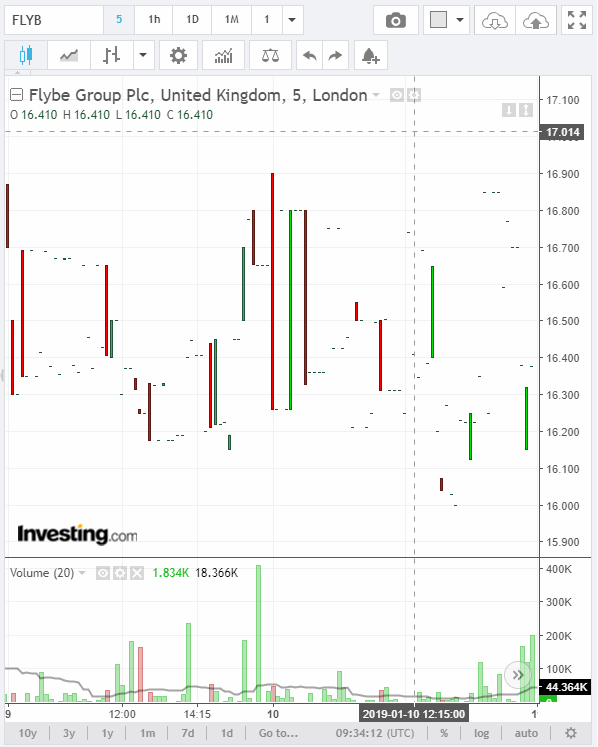 FLYB 5 1h 1D 1M 1
Flybe Group Plc, United Kingdom, 5, London
O 16.410 H 16.410 L 16.410 C 16.410
17.100
17.014
16.900
16.800
16.700
16.600
16.500
16.400
16.300
16.200
16.100
16.000
15.900
Investing.com
Volume (20) 1.834K 18.366K
400K
300K
200K
100K
44.364K
9 12:00 14:15 10 2019-01-10 12:15:00 1
10y 3y 1y 1m 7d 1d Go to... 09:34:12 (UTC) % log auto